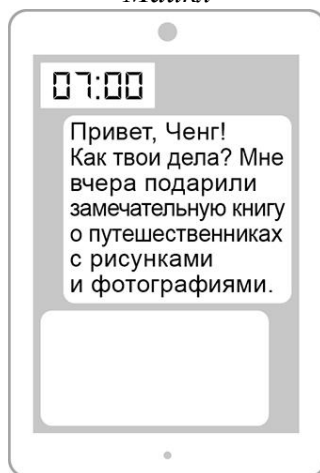 07:00
Привет, Ченг!
Как твои дела? Мне
вчера подарили
замечательную книгу
о путешественниках
с рисунками
и фотографиями.